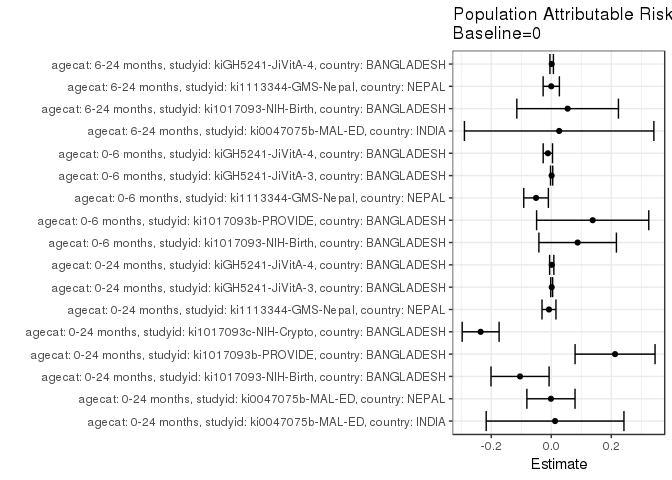 Population Attributable Risk
Baseline=0
agecat: 6-24 months, studyid: kiGH5241-JiVitA-4, country: BANGLADESH
agecat: 6-24 months, studyid: ki1113344-GMS-Nepal, country: NEPAL
agecat: 6-24 months, studyid: ki1017093-NIH-Birth, country: BANGLADESH
agecat: 6-24 months, studyid: ki0047075b-MAL-ED, country: INDIA
agecat: 0-6 months, studyid: kiGH5241-JiVitA-4, country: BANGLADESH
agecat: 0-6 months, studyid: kiGH5241-JiVitA-3, country: BANGLADESH
agecat: 0-6 months, studyid: ki1113344-GMS-Nepal, country: NEPAL
agecat: 0-6 months, studyid: ki1017093b-PROVIDE, country: BANGLADESH
agecat: 0-6 months, studyid: ki1017093-NIH-Birth, country: BANGLADESH
agecat: 0-24 months, studyid: kiGH5241-JiVitA-4, country: BANGLADESH
agecat: 0-24 months, studyid: kiGH5241-JiVitA-3, country: BANGLADESH
agecat: 0-24 months, studyid: ki1113344-GMS-Nepal, country: NEPAL
agecat: 0-24 months, studyid: ki1017093c-NIH-Crypto, country: BANGLADESH
agecat: 0-24 months, studyid: ki1017093b-PROVIDE, country: BANGLADESH
agecat: 0-24 months, studyid: ki1017093-NIH-Birth, country: BANGLADESH
agecat: 0-24 months, studyid: ki0047075b-MAL-ED, country: NEPAL
agecat: 0-24 months, studyid: ki0047075b-MAL-ED, country: INDIA
-0.2 0.0 0.2
Estimate